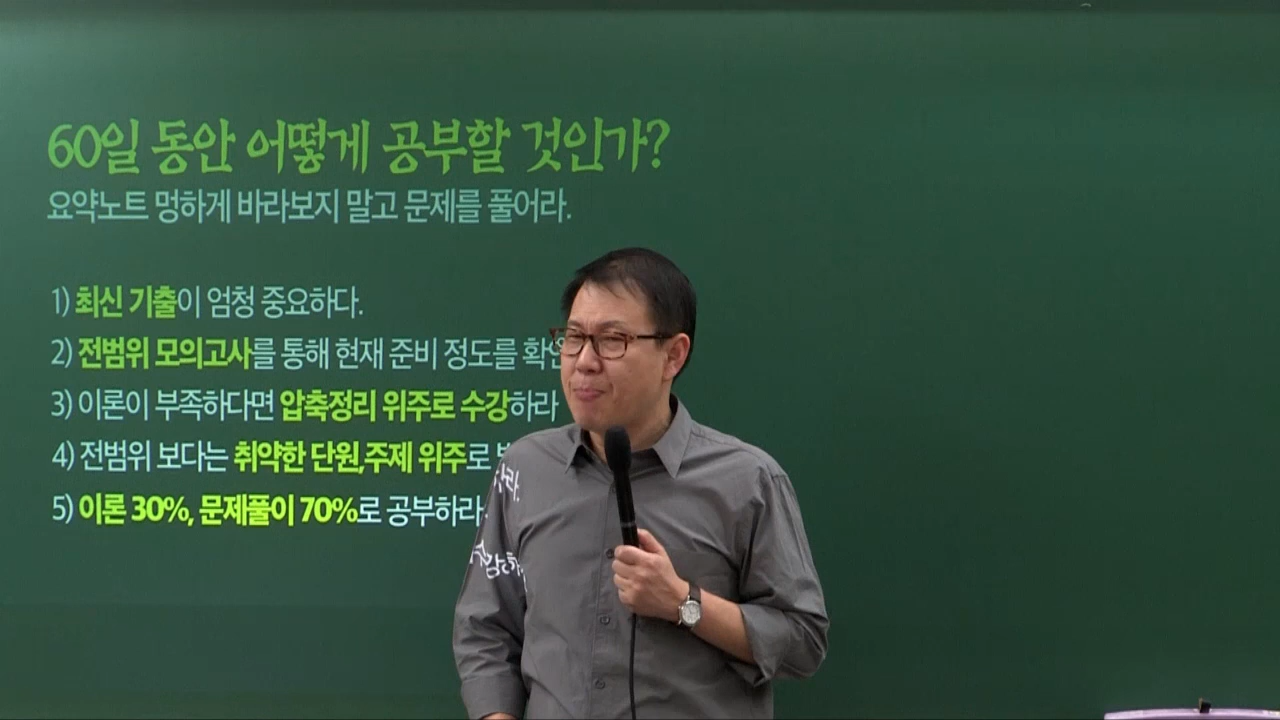 60일 동안 어떻게 공부할 것인가?
요약노트 멍하게 바라보지 말고 문제를 풀어라.
1) 최신 기출이 엄청 중요하다.
2) 전범위 모의고사를 통해 현재 준비 정도를
3) 이론이 부족하다면 압축정리 위주로 수강하라
4) 전범위 보다는 취약한 단원,주제 위주로
5) 이론 30%, 문제풀이 70%로 공부하라.